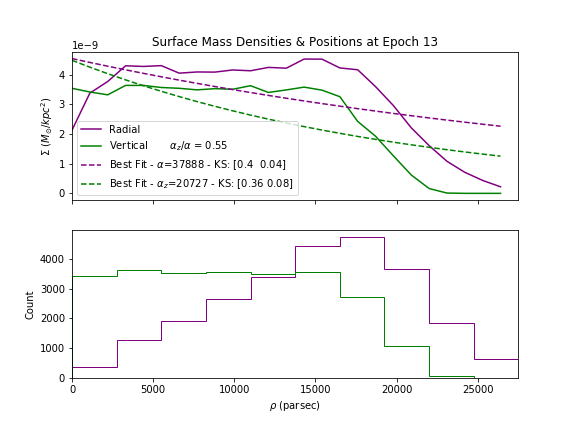 Surface Mass Densities & Positions at Epoch 13
1e−9
4
3
2
1
0
Σ (M⊙/kpc²)
Radial
Vertical αz/α = 0.55
Best Fit - α=37888 - KS: [0.4 0.04]
Best Fit - αz=20727 - KS: [0.36 0.08]
4000
3000
2000
1000
0
Count
0 5000 10000 15000 20000 25000
ρ (parsec)